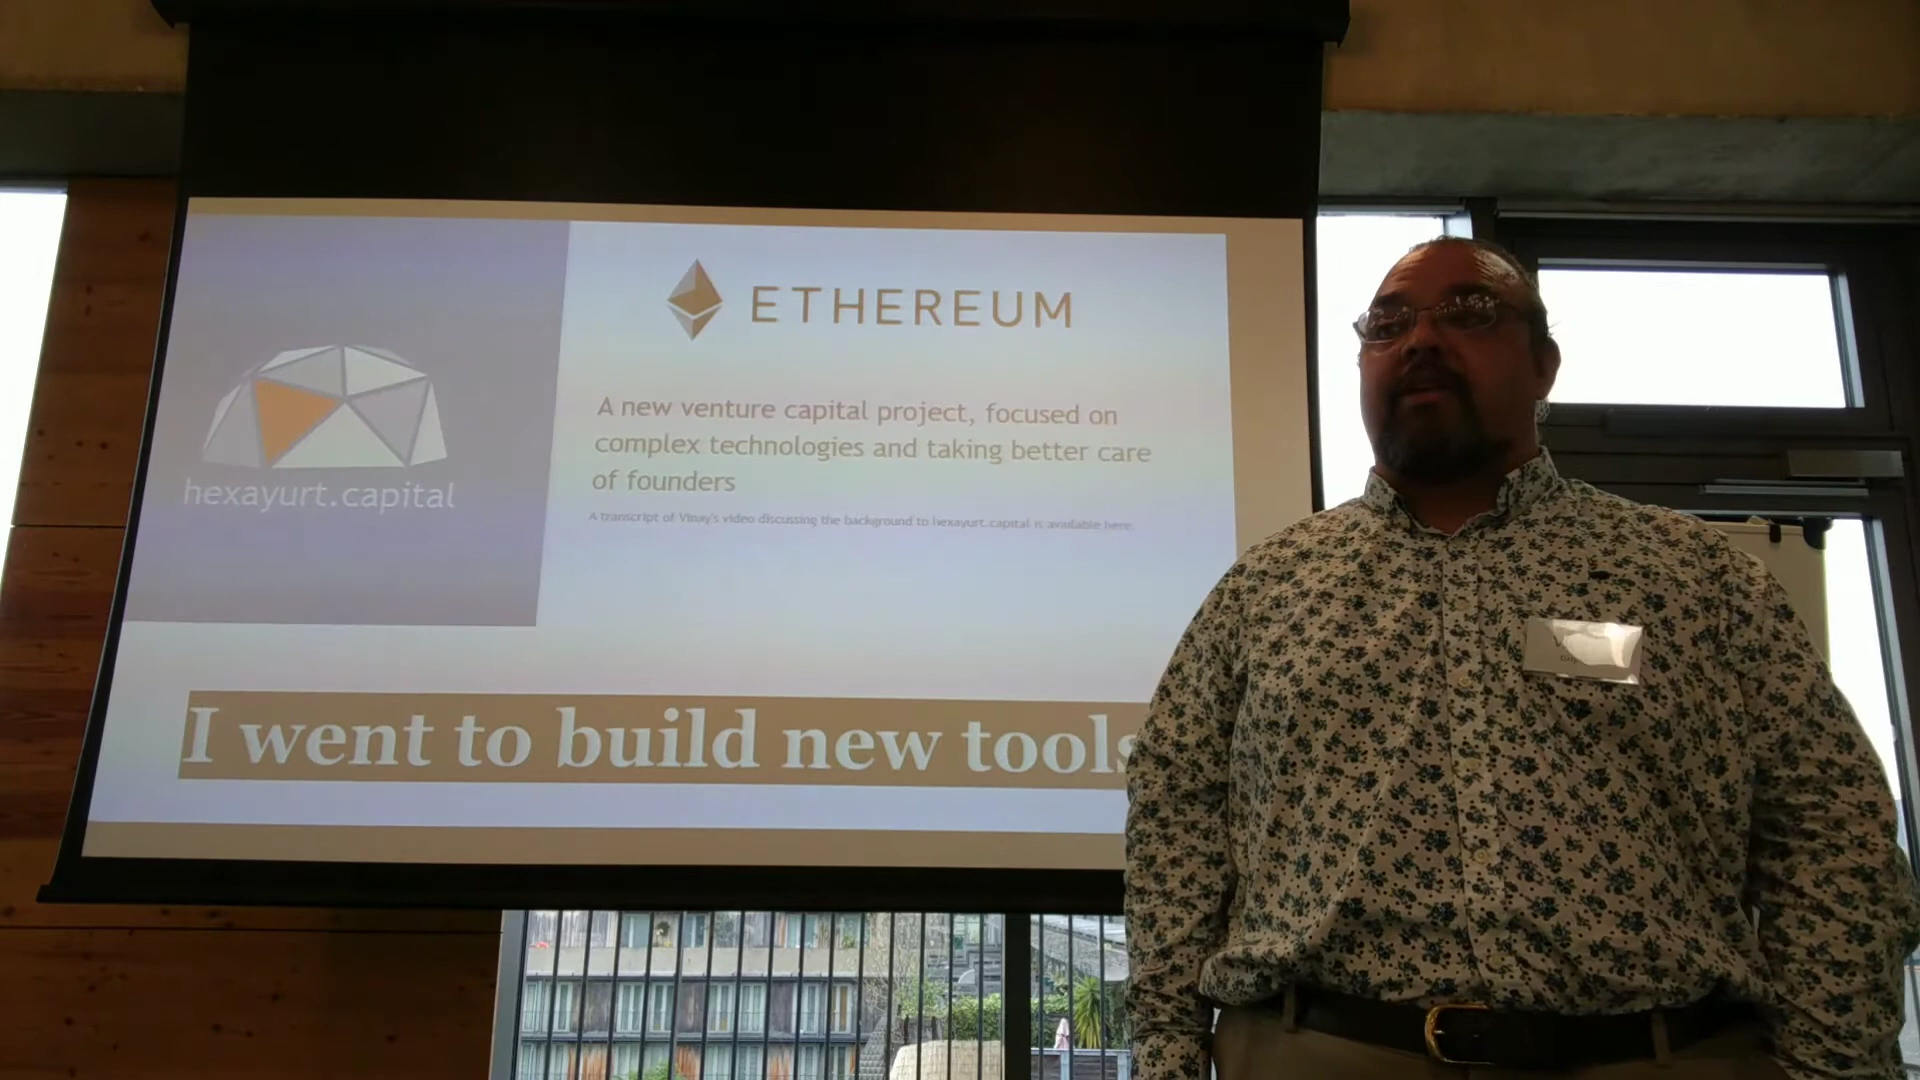 ETHEREUM
A new venture capital project, focused on
complex technologies and taking better care
of founders
A transcript of Vinay's video discussing the background to hexayurt.capital is available here.
hexayurt.capital
I went to build new tools